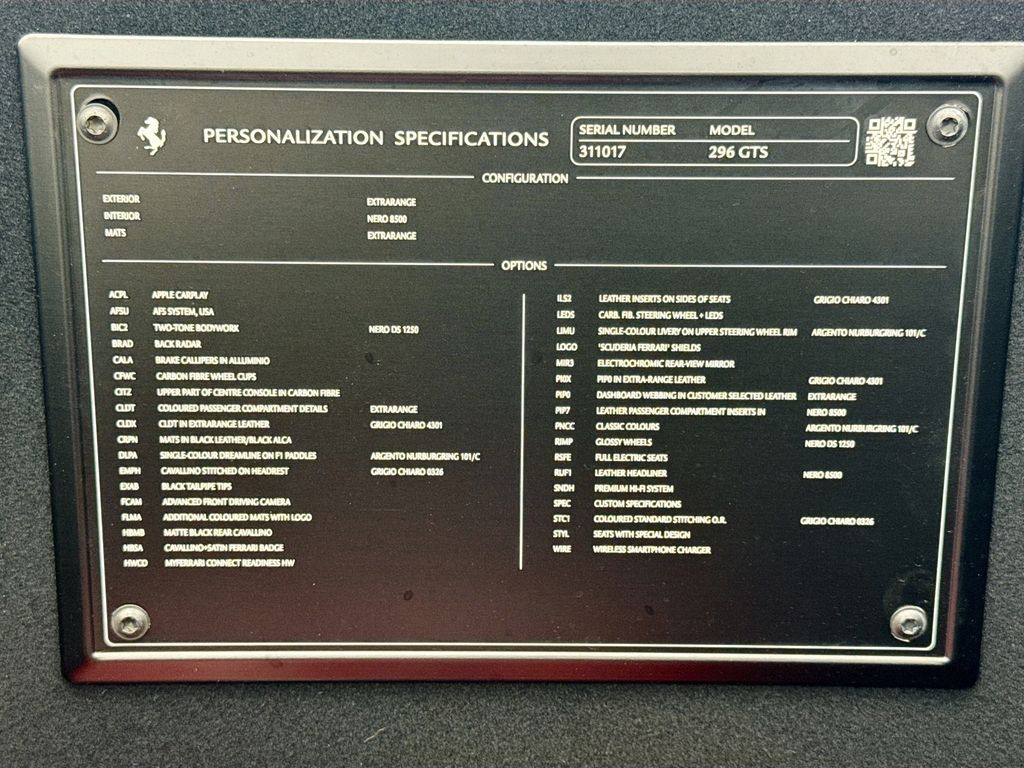 PERSONALIZATION SPECIFICATIONS
SERIAL NUMBER MODEL
311017 296 GTS
CONFIGURATION
EXTERIOR EXTRARANGE
INTERIOR NERO 8500
MATS EXTRARANGE
OPTIONS
ACPL APPLE CARPLAY
AFSU AFS SYSTEM, USA
BIC2 TWO-TONE BODYWORK NERO DS 1250
BRAD BACK RADAR
CALA BRAKE CALLIPERS IN ALLUMINIO
CFWC CARBON FIBRE WHEEL CUPS
CITZ UPPER PART OF CENTRE CONSOLE IN CARBON FIBRE
CLDT COLOURED PASSENGER COMPARTMENT DETAILS EXTRARANGE
CLDX CLDT IN EXTARANGE LEATHER GRIGIO CHIARO 4301
CRPN MATS IN BLACK LEATHER/BLACK ALCA
DLPA SINGLE-COLOUR DREAMLINE ON F1 PADDLES ARGENTO NURBURGRING 101/C
EMPH CAVALLINO STITCHED ON HEADREST GRIGIO CHIARO 0326
EXAB BLACK TAILPIPE TIPS
FCAM ADVANCED FRONT DRIVING CAMERA
FLMA ADDITIONAL COLOURED MATS WITH LOGO
HBMB MATTE BLACK REAR CAVALLINO
HBSA CAVALLINO+SATIN FERRARI BADGE
HWCO MYFERRARI CONNECT READINESS HW
ILS2 LEATHER INSERTS ON SIDES OF SEATS GRIGIO CHIARO 4301
LEDS CARB. FIB. STEERING WHEEL + LEDS
LIMU SINGLE-COLOUR LIVERY ON UPPER STEERING WHEEL RIM ARGENTO NURBURGRING 101/C
LOGO "SCUDERIA FERRARI" SHIELDS
MIR3 ELECTROCHROMIC REAR-VIEW MIRROR
PI0X PIP0 IN EXTRA-RANGE LEATHER GRIGIO CHIARO 4301
PIP0 DASHBOARD WEBBING IN CUSTOMER SELECTED LEATHER EXTRARANGE
PIP7 LEATHER PASSENGER COMPARTMENT INSERTS IN NERO 8500
PNCC CLASSIC COLOURS ARGENTO NURBURGRING 101/C
RIMP GLOSSY WHEELS NERO DS 1250
RSFE FULL ELECTRIC SEATS
RUF1 LEATHER HEADLINER NERO 8500
SNDH PREMIUM HI-FI SYSTEM
SPEC CUSTOM SPECIFICATIONS
STC1 COLOURED STANDARD STITCHING O.R. GRIGIO CHIARO 0326
STYL SEATS WITH SPECIAL DESIGN
WIRE WIRELESS SMARTPHONE CHARGER